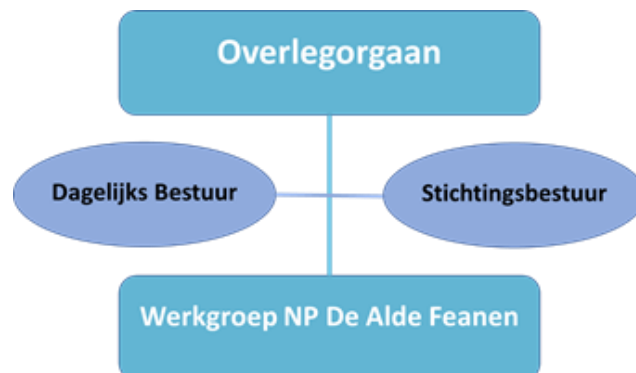 Overlegorgaan
Dagelijks Bestuur
Stichtingsbestuur
Werkgroep NP De Alde Feanen